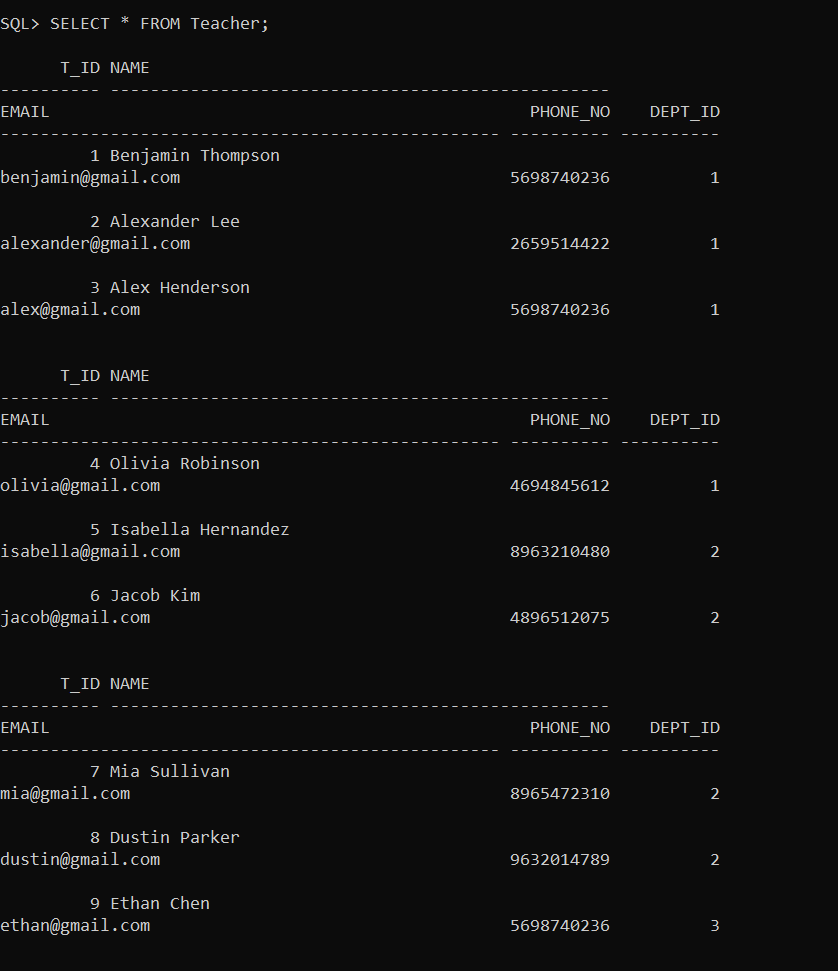 SQL> SELECT * FROM Teacher;
      T_ID NAME
---------- --------------------------------------------------
EMAIL                                                PHONE_NO    DEPT_ID
-------------------------------------------------- ---------- ----------
         1 Benjamin Thompson
benjamin@gmail.com                                 5698740236          1
         2 Alexander Lee
alexander@gmail.com                                2659514422          1
         3 Alex Henderson
alex@gmail.com                                     5698740236          1
      T_ID NAME
---------- --------------------------------------------------
EMAIL                                                PHONE_NO    DEPT_ID
-------------------------------------------------- ---------- ----------
         4 Olivia Robinson
olivia@gmail.com                                   4694845612          1
         5 Isabella Hernandez
isabella@gmail.com                                 8963210480          2
         6 Jacob Kim
jacob@gmail.com                                    4896512075          2
      T_ID NAME
---------- --------------------------------------------------
EMAIL                                                PHONE_NO    DEPT_ID
-------------------------------------------------- ---------- ----------
         7 Mia Sullivan
mia@gmail.com                                      8965472310          2
         8 Dustin Parker
dustin@gmail.com                                   9632014789          2
         9 Ethan Chen
ethan@gmail.com                                    5698740236          3